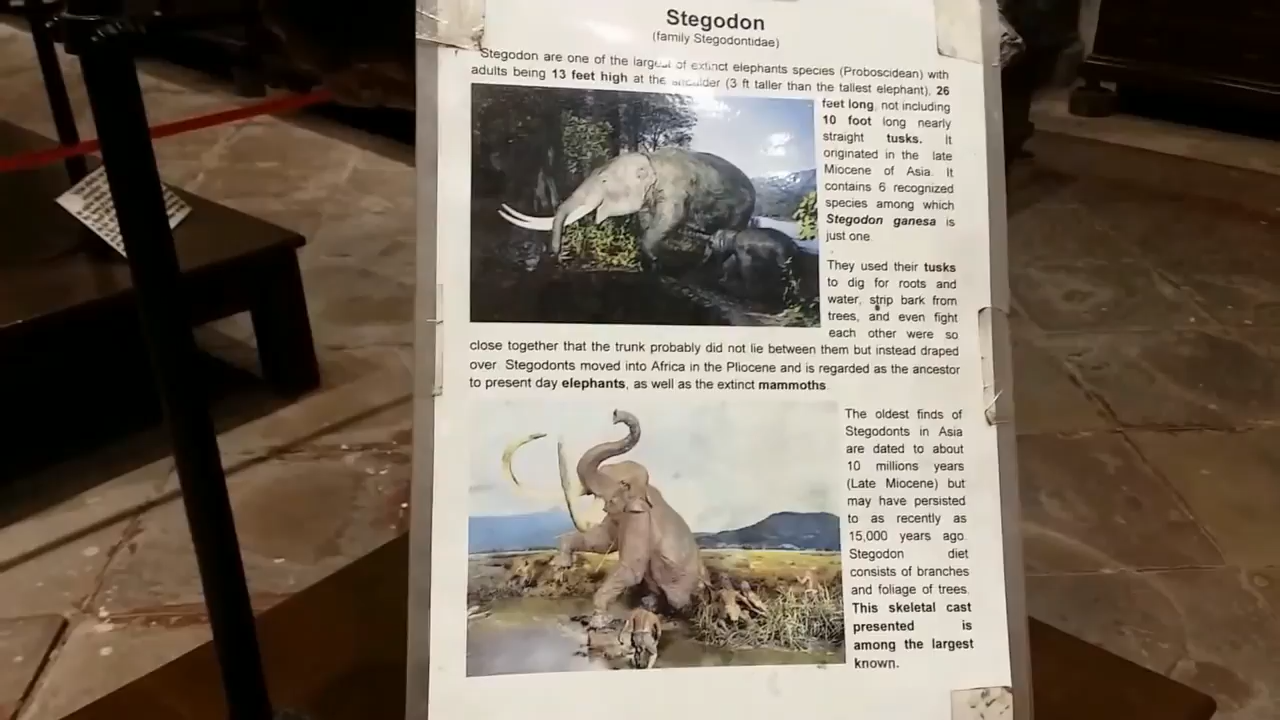 Stegodon
(family Stegodontidae)
Stegodon are one of the largest of extinct elephants species (Proboscidean) with
adults being 13 feet high at the shoulder (3 ft taller than the tallest elephant), 26
feet long, not including
10 foot long nearly
straight tusks. It
originated in the late
Miocene of Asia. It
contains 6 recognized
species among which
Stegodon ganesa is
just one.
They used their tusks
to dig for roots and
water, strip bark from
trees, and even fight
each other were so
close together that the trunk probably did not lie between them but instead draped
over. Stegodonts moved into Africa in the Pliocene and is regarded as the ancestor
to present day elephants, as well as the extinct mammoths.
The oldest finds of
Stegodonts in Asia
are dated to about
10 millions years
(Late Miocene) but
may have persisted
to as recently as
15,000 years ago.
Stegodon diet
consists of branches
and foliage of trees.
This skeletal cast
presented is
among the largest
known.